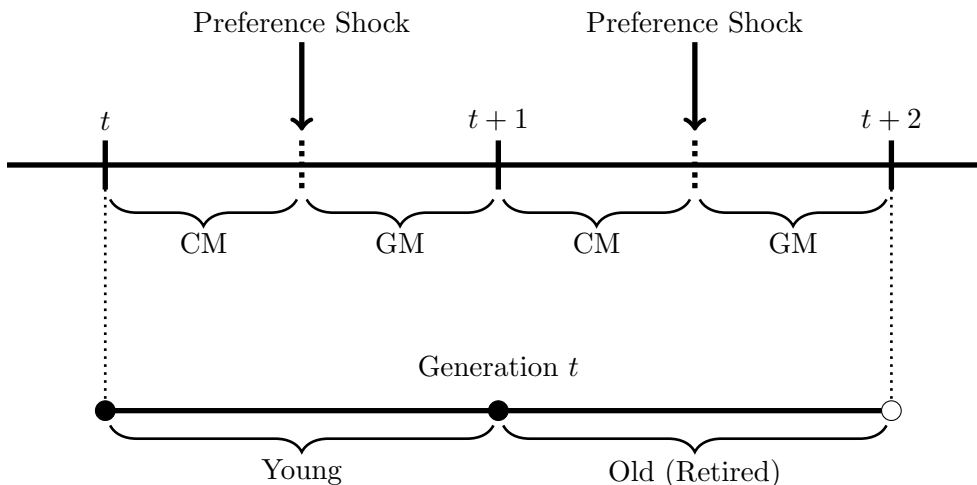 Preference Shock
Preference Shock
t
t + 1
t + 2
CM
GM
CM
GM
Generation t
Young
Old (Retired)